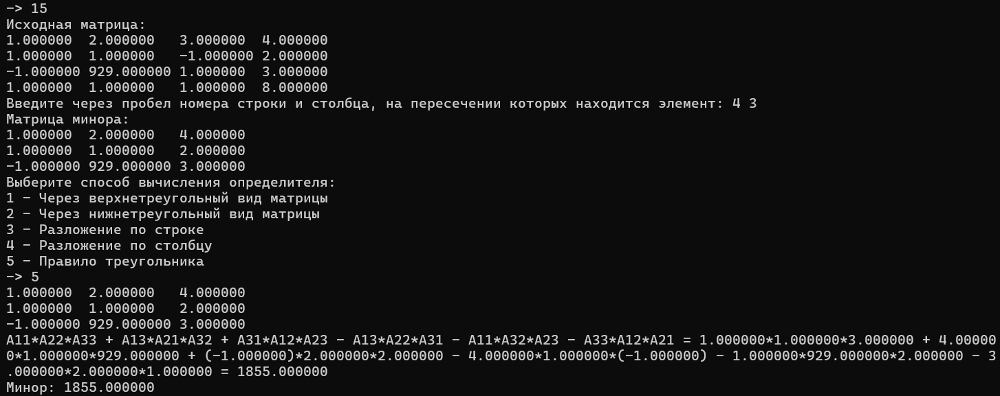 -> 15
Исходная матрица:
1.000000  2.000000   3.000000  4.000000
1.000000  1.000000   -1.000000 2.000000
-1.000000 929.000000 1.000000  3.000000
1.000000  1.000000   1.000000  8.000000
Введите через пробел номера строки и столбца, на пересечении которых находится элемент: 4 3
Матрица минора:
1.000000  2.000000   4.000000
1.000000  1.000000   2.000000
-1.000000 929.000000 3.000000
Выберите способ вычисления определителя:
1 - Через верхнетреугольный вид матрицы
2 - Через нижнетреугольный вид матрицы
3 - Разложение по строке
4 - Разложение по столбцу
5 - Правило треугольника
-> 5
1.000000  2.000000   4.000000
1.000000  1.000000   2.000000
-1.000000 929.000000 3.000000
A11*A22*A33 + A13*A21*A32 + A31*A12*A23 - A13*A22*A31 - A11*A32*A23 - A33*A12*A21 = 1.000000*1.000000*3.000000 + 4.00000
0*1.000000*929.000000 + (-1.000000)*2.000000*2.000000 - 4.000000*1.000000*(-1.000000) - 1.000000*929.000000*2.000000 - 3
.000000*2.000000*1.000000 = 1855.000000
Минор: 1855.000000